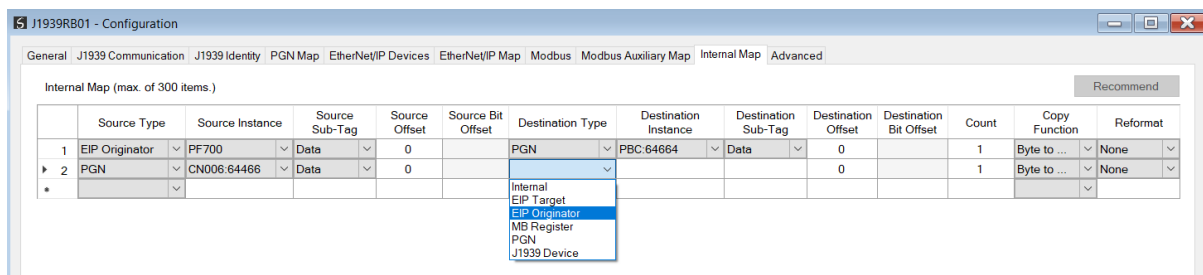 J1939RB01 - Configuration
General J1939 Communication J1939 Identity PGN Map EtherNet/IP Devices EtherNet/IP Map Modbus Modbus Auxiliary Map Internal Map Advanced
Internal Map (max. of 300 items.) Recommend
Source Type Source Instance Source Sub-Tag Source Offset Source Bit Offset Destination Type Destination Instance Destination Sub-Tag Destination Offset Destination Bit Offset Count Copy Function Reformat
1 EIP Originator PF700 Data 0 PGN PBC:64664 Data 0 1 Byte to ... None
2 PGN CN006:64466 Data 0 0 1 Byte to ... None
Internal
EIP Target
EIP Originator
MB Register
PGN
J1939 Device